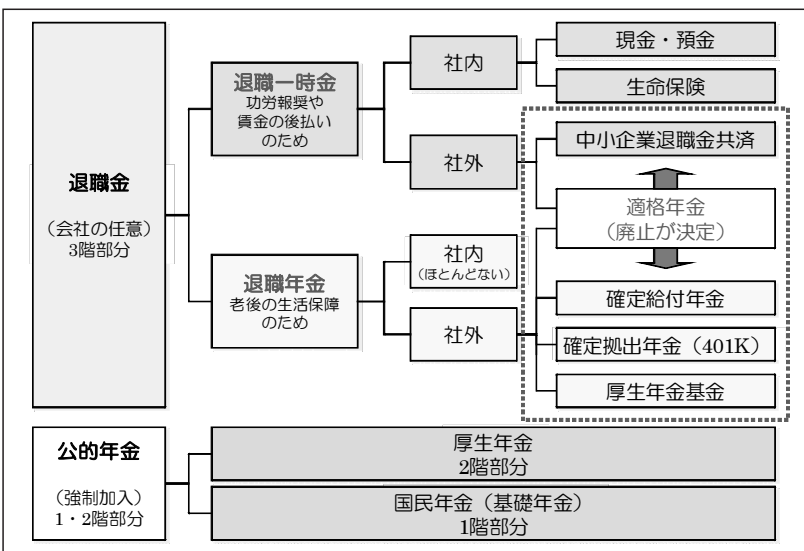 退職金
(会社の任意)
3階部分
退職一時金
功労報奨や
賃金の後払い
のため
社内
現金・預金
生命保険
社外
中小企業退職金共済
適格年金
(廃止が決定)
退職年金
老後の生活保障
のため
社内
(ほとんどない)
社外
確定給付年金
確定拠出年金(401K)
厚生年金基金
公的年金
(強制加入)
1・2階部分
厚生年金
2階部分
国民年金(基礎年金)
1階部分